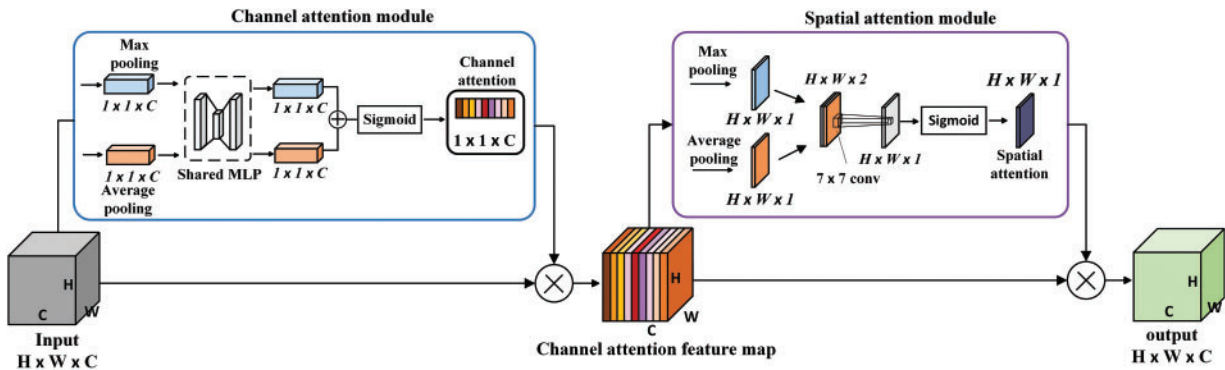 Channel attention module
Max
pooling
1 x 1 x C
1 x 1 x C
Average
pooling
Shared MLP
1 x 1 x C
1 x 1 x C
Sigmoid
Channel
attention
1 x 1 x C
Spatial attention module
Max
pooling
H x W x 1
Average
pooling
H x W x 1
H x W x 2
7 x 7 conv
H x W x 1
Sigmoid
H x W x 1
Spatial
attention
H
C
W
Input
H x W x C
H
W
C
Channel attention feature map
H
C
W
output
H x W x C